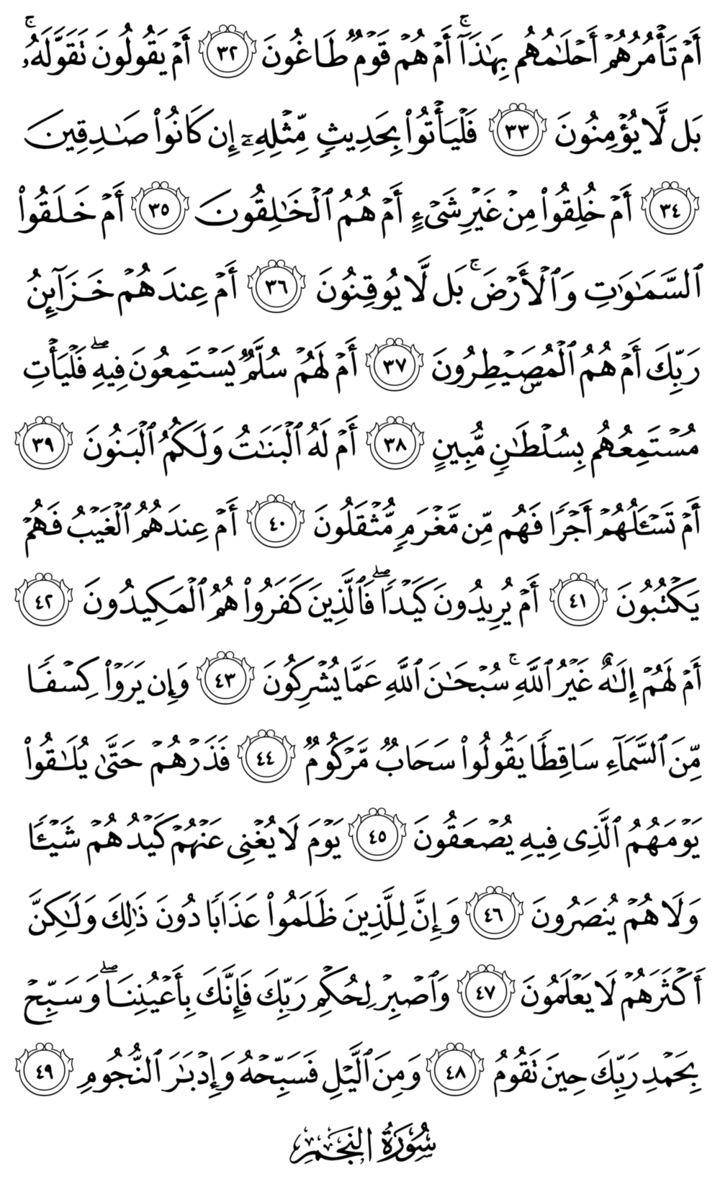 أَمۡ تَأۡمُرُهُمۡ أَحۡلَٰمُهُم بِهَٰذَآۚ أَمۡ هُمۡ قَوۡمٞ طَاغُونَ ٣٢ أَمۡ يَقُولُونَ تَقَوَّلَهُۥۚ
بَل لَّا يُؤۡمِنُونَ ٣٣ فَلۡيَأۡتُواْ بِحَدِيثٖ مِّثۡلِهِۦٓ إِن كَانُواْ صَٰدِقِينَ
٣٤ أَمۡ خُلِقُواْ مِنۡ غَيۡرِ شَيۡءٍ أَمۡ هُمُ ٱلۡخَٰلِقُونَ ٣٥ أَمۡ خَلَقُواْ
ٱلسَّمَٰوَٰتِ وَٱلۡأَرۡضَۚ بَل لَّا يُوقِنُونَ ٣٦ أَمۡ عِندَهُمۡ خَزَآئِنُ
رَبِّكَ أَمۡ هُمُ ٱلۡمُصَۜيۡطِرُونَ ٣٧ أَمۡ لَهُمۡ سُلَّمٞ يَسۡتَمِعُونَ فِيهِۖ فَلۡيَأۡتِ
مُسۡتَمِعُهُم بِسُلۡطَٰنٖ مُّبِينٍ ٣٨ أَمۡ لَهُ ٱلۡبَنَٰتُ وَلَكُمُ ٱلۡبَنُونَ ٣٩
أَمۡ تَسۡـَٔلُهُمۡ أَجۡرٗا فَهُم مِّن مَّغۡرَمٖ مُّثۡقَلُونَ ٤٠ أَمۡ عِندَهُمُ ٱلۡغَيۡبُ فَهُمۡ
يَكۡتُبُونَ ٤١ أَمۡ يُرِيدُونَ كَيۡدٗاۖ فَٱلَّذِينَ كَفَرُواْ هُمُ ٱلۡمَكِيدُونَ ٤٢
أَمۡ لَهُمۡ إِلَٰهٌ غَيۡرُ ٱللَّهِۚ سُبۡحَٰنَ ٱللَّهِ عَمَّا يُشۡرِكُونَ ٤٣ وَإِن يَرَوۡاْ كِسۡفٗا
مِّنَ ٱلسَّمَآءِ سَاقِطٗا يَقُولُواْ سَحَابٞ مَّرۡكُومٞ ٤٤ فَذَرۡهُمۡ حَتَّىٰ يُلَٰقُواْ
يَوۡمَهُمُ ٱلَّذِي فِيهِ يُصۡعَقُونَ ٤٥ يَوۡمَ لَا يُغۡنِي عَنۡهُمۡ كَيۡدُهُمۡ شَيۡـٔٗا
وَلَا هُمۡ يُنصَرُونَ ٤٦ وَإِنَّ لِلَّذِينَ ظَلَمُواْ عَذَابٗا دُونَ ذَٰلِكَ وَلَٰكِنَّ
أَكۡثَرَهُمۡ لَا يَعۡلَمُونَ ٤٧ وَٱصۡبِرۡ لِحُكۡمِ رَبِّكَ فَإِنَّكَ بِأَعۡيُنِنَاۖ وَسَبِّحۡ
بِحَمۡدِ رَبِّكَ حِينَ تَقُومُ ٤٨ وَمِنَ ٱلَّيۡلِ فَسَبِّحۡهُ وَإِدۡبَٰرَ ٱلنُّجُومِ ٤٩
سُورَةُ النَّجۡمِ